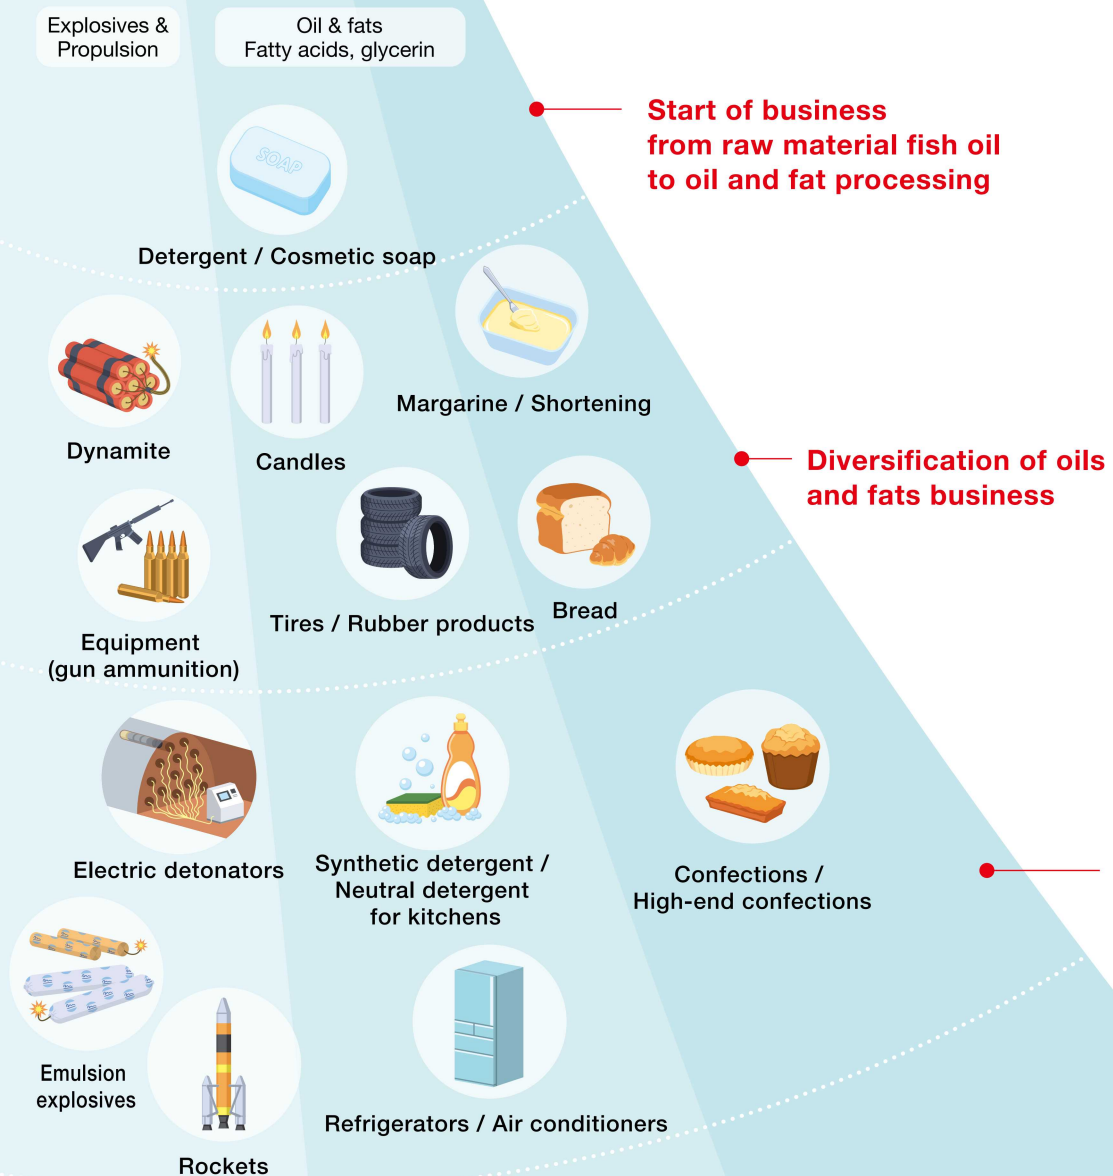 Explosives &
Propulsion
Oil & fats
Fatty acids, glycerin
Start of business
from raw material fish oil
to oil and fat processing
SOAP
Detergent / Cosmetic soap
Margarine / Shortening
Dynamite
Candles
Diversification of oils
and fats business
Tires / Rubber products
Bread
Equipment
(gun ammunition)
Electric detonators
Synthetic detergent /
Neutral detergent
for kitchens
Confections /
High-end confections
Emulsion
explosives
Refrigerators / Air conditioners
Rockets